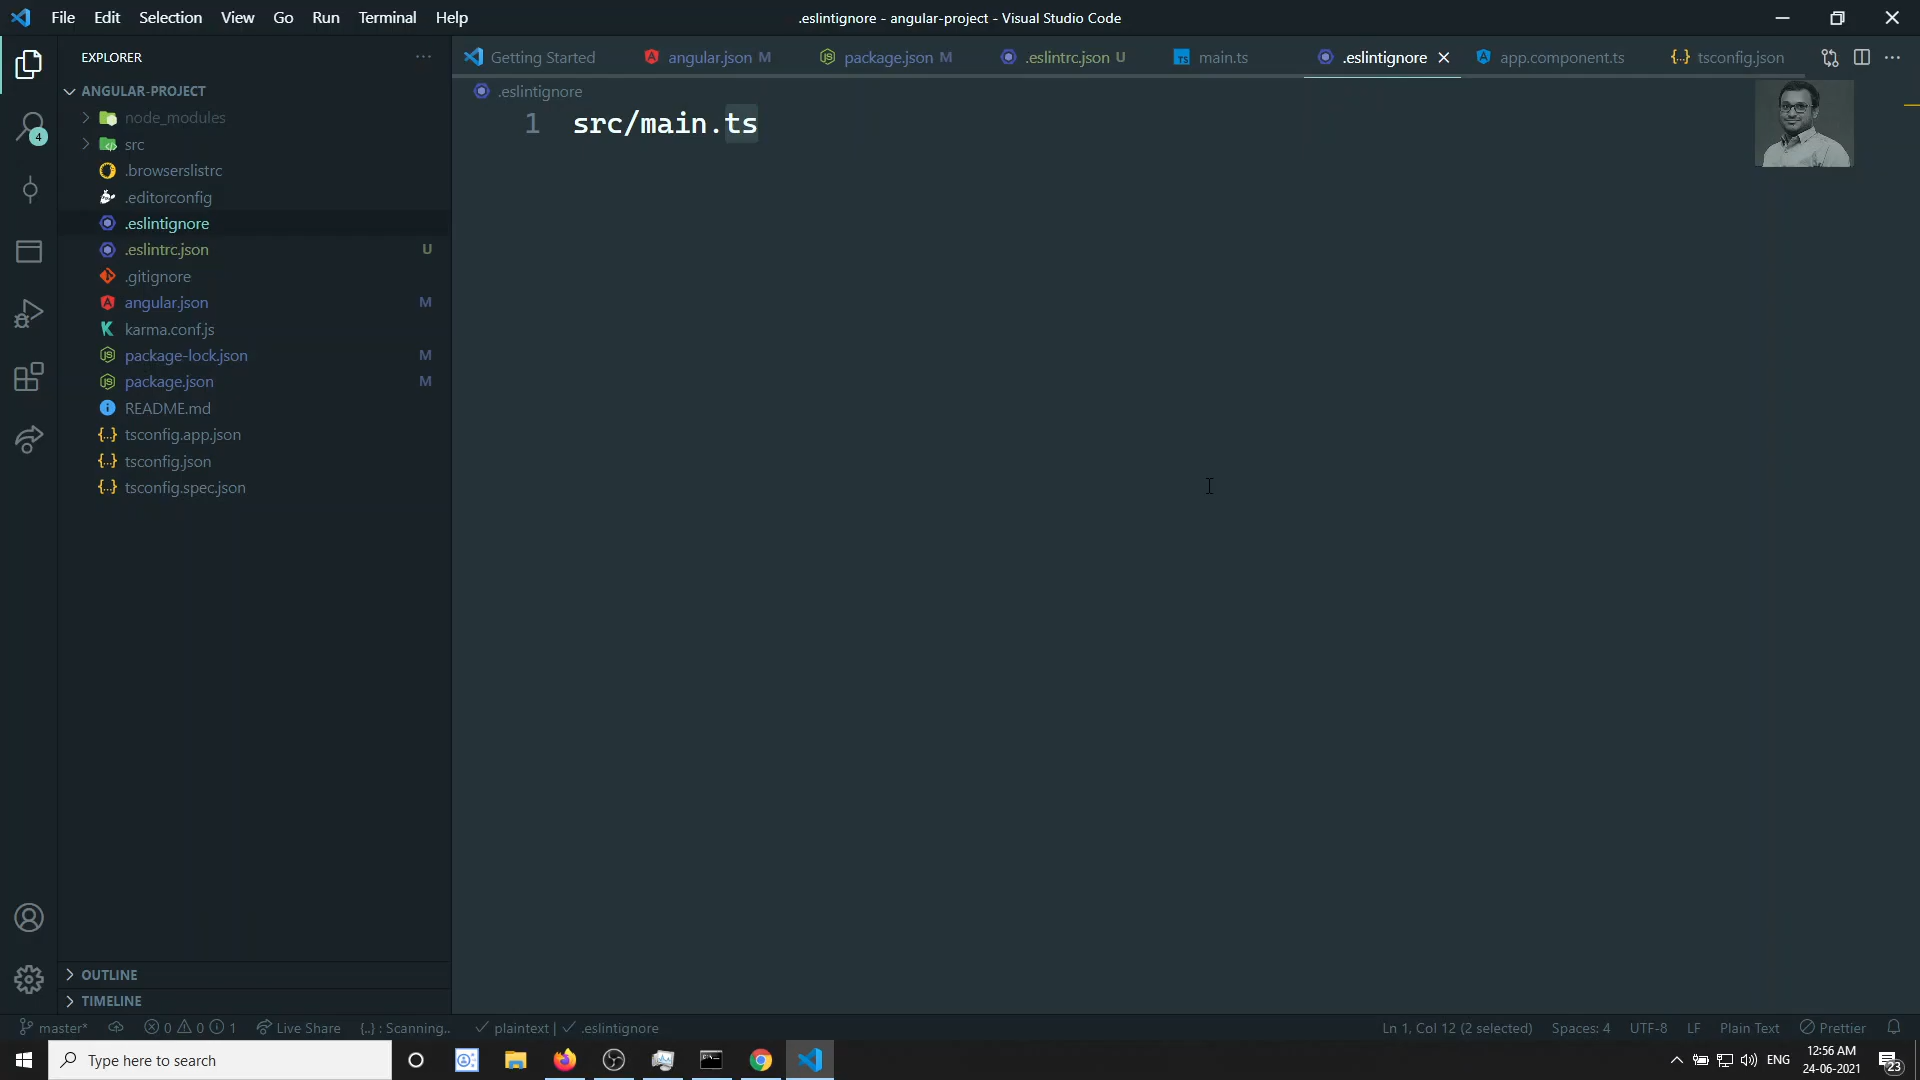 File Edit Selection View Go Run Terminal Help .eslintignore - angular-project - Visual Studio Code
EXPLORER
Getting Started angular.json M package.json M .eslintrc.json U main.ts .eslintignore app.component.ts tsconfig.json
ANGULAR-PROJECT
.eslintignore
node_modules
1 src/main.ts
src
.browserslistrc
.editorconfig
.eslintignore
.eslintrc.json U
.gitignore
angular.json M
karma.conf.js
package-lock.json M
package.json M
README.md
tsconfig.app.json
tsconfig.json
tsconfig.spec.json
4
OUTLINE
TIMELINE
master* 0 0 1 Live Share {..} : Scanning.. plaintext | .eslintignore Ln 1, Col 12 (2 selected) Spaces: 4 UTF-8 LF Plain Text Prettier
Type here to search ENG 12:56 AM
24-06-2021 23